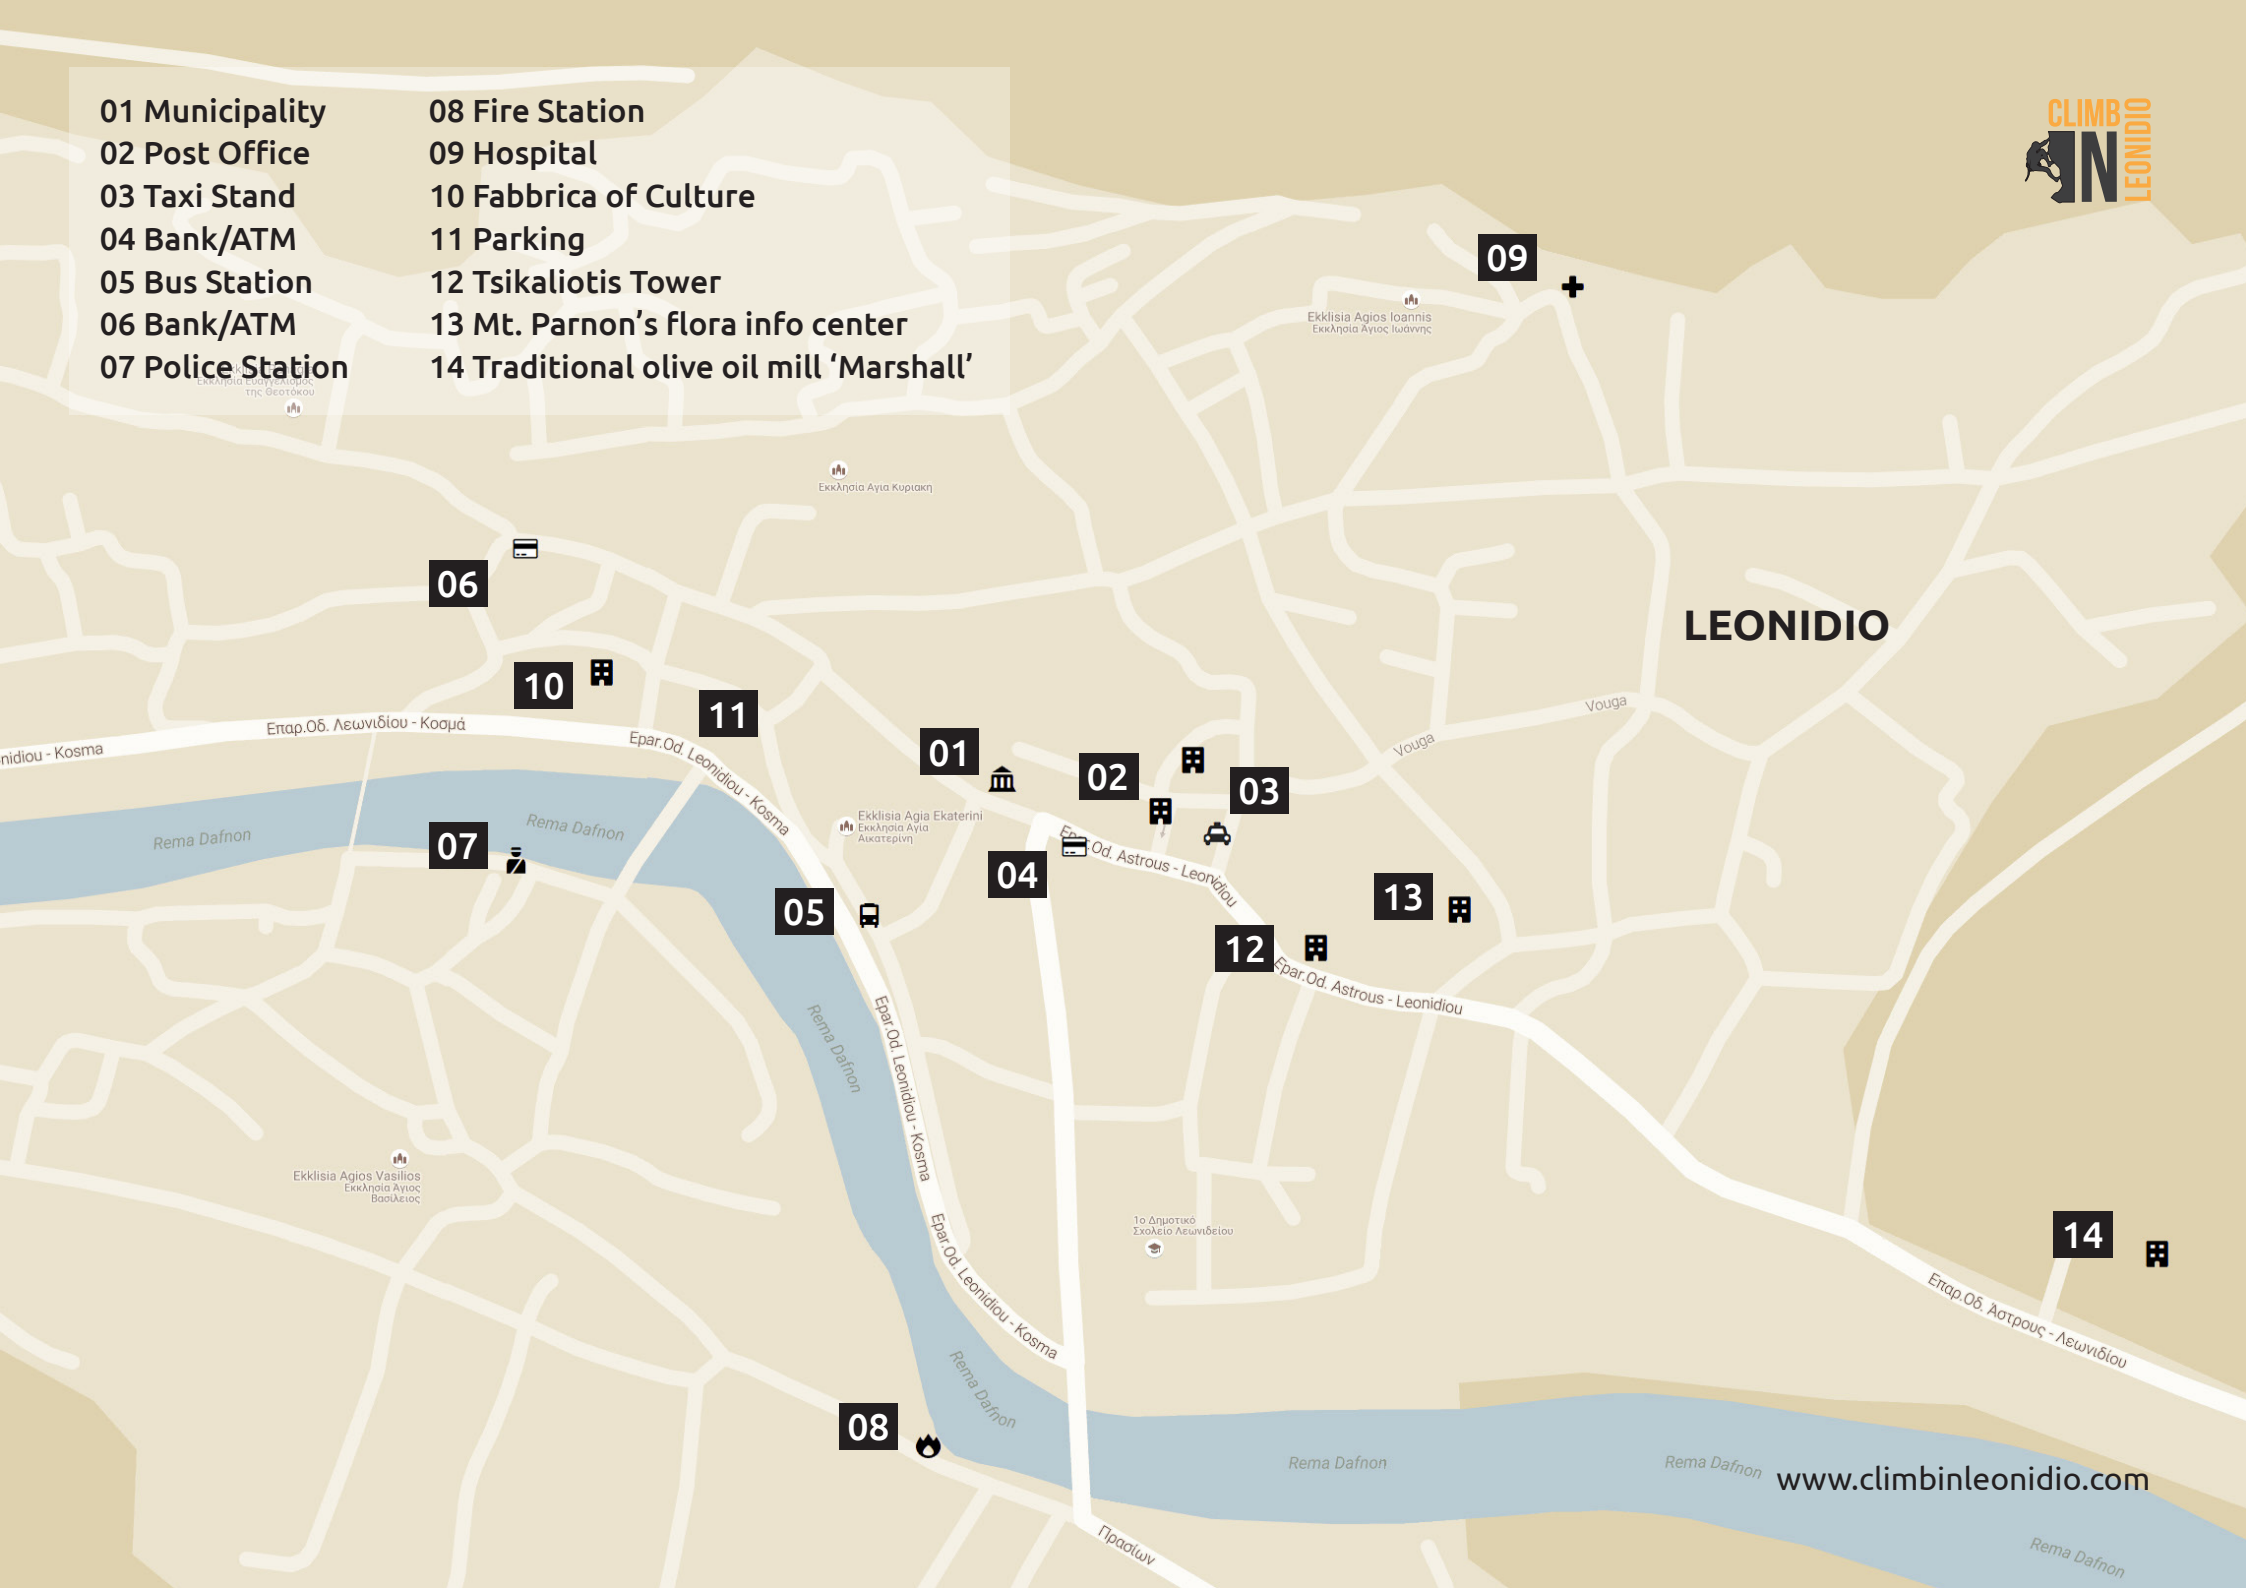 01 Municipality
02 Post Office
03 Taxi Stand
04 Bank/ATM
05 Bus Station
06 Bank/ATM
07 Police Station
08 Fire Station
09 Hospital
10 Fabbrica of Culture
11 Parking
12 Tsikaliotis Tower
13 Mt. Parnon’s flora info center
14 Traditional olive oil mill ‘Marshall’
CLIMB
IN
LEONIDIO
Εκκλησία Ευαγγελισμός
της Θεοτόκου
09
Ekklisia Agios Ioannis
Εκκλησία Άγιος Ιωάννης
Εκκλησία Αγία Κυριακή
06
LEONIDIO
10
11
Vouga
Vouga
Επαρ.Οδ. Λεωνιδίου - Κοσμά
nidiou - Kosma
Epar.Od. Leonidiou - Kosma
01
02
03
Rema Dafnon
Rema Dafnon
07
Ekklisia Agia Ekaterini
Εκκλησία Αγία
Αικατερίνη
Epar.Od. Astrous - Leonidiou
04
05
13
12
Epar.Od. Astrous - Leonidiou
Rema Dafnon
Epar.Od. Leonidiou - Kosma
Ekklisia Agios Vasilios
Εκκλησία Άγιος
Βασίλειος
1ο Δημοτικό
Σχολείο Λεωνιδείου
14
Epar.Od. Leonidiou - Kosma
Επαρ.Οδ. Άστρους - Λεωνιδίου
Rema Dafnon
08
Rema Dafnon
Rema Dafnon
www.climbinleonidio.com
Πρασίων
Rema Dafnon